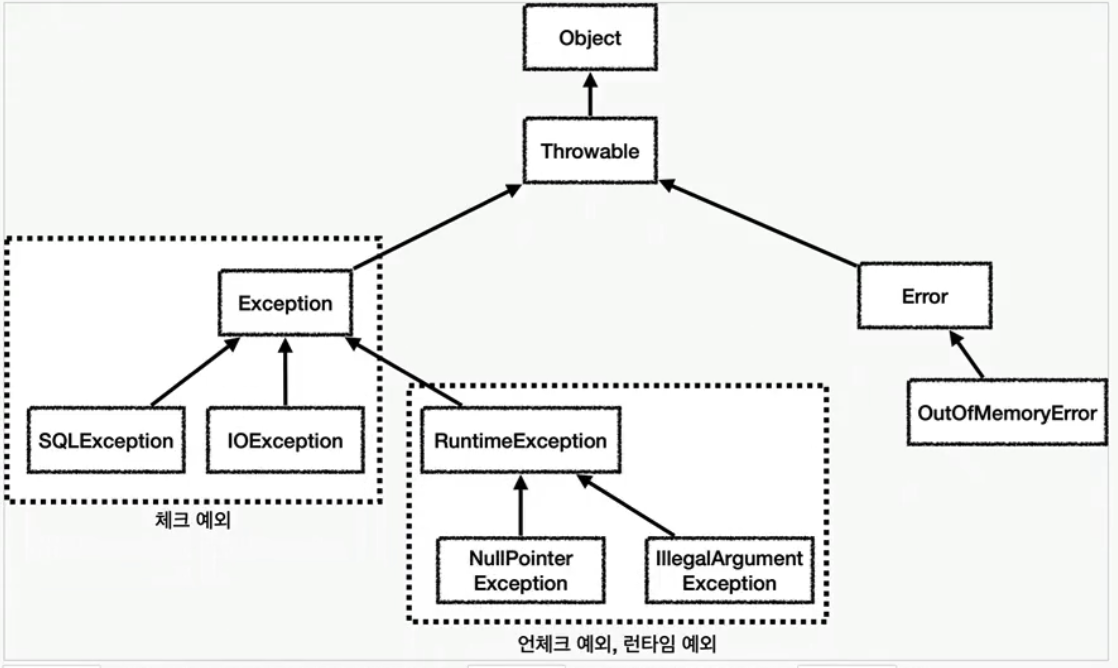 Object
Throwable
Exception
Error
SQLException
IOException
RuntimeException
OutOfMemoryError
체크 예외
NullPointer
Exception
IllegalArgument
Exception
언체크 예외, 런타임 예외